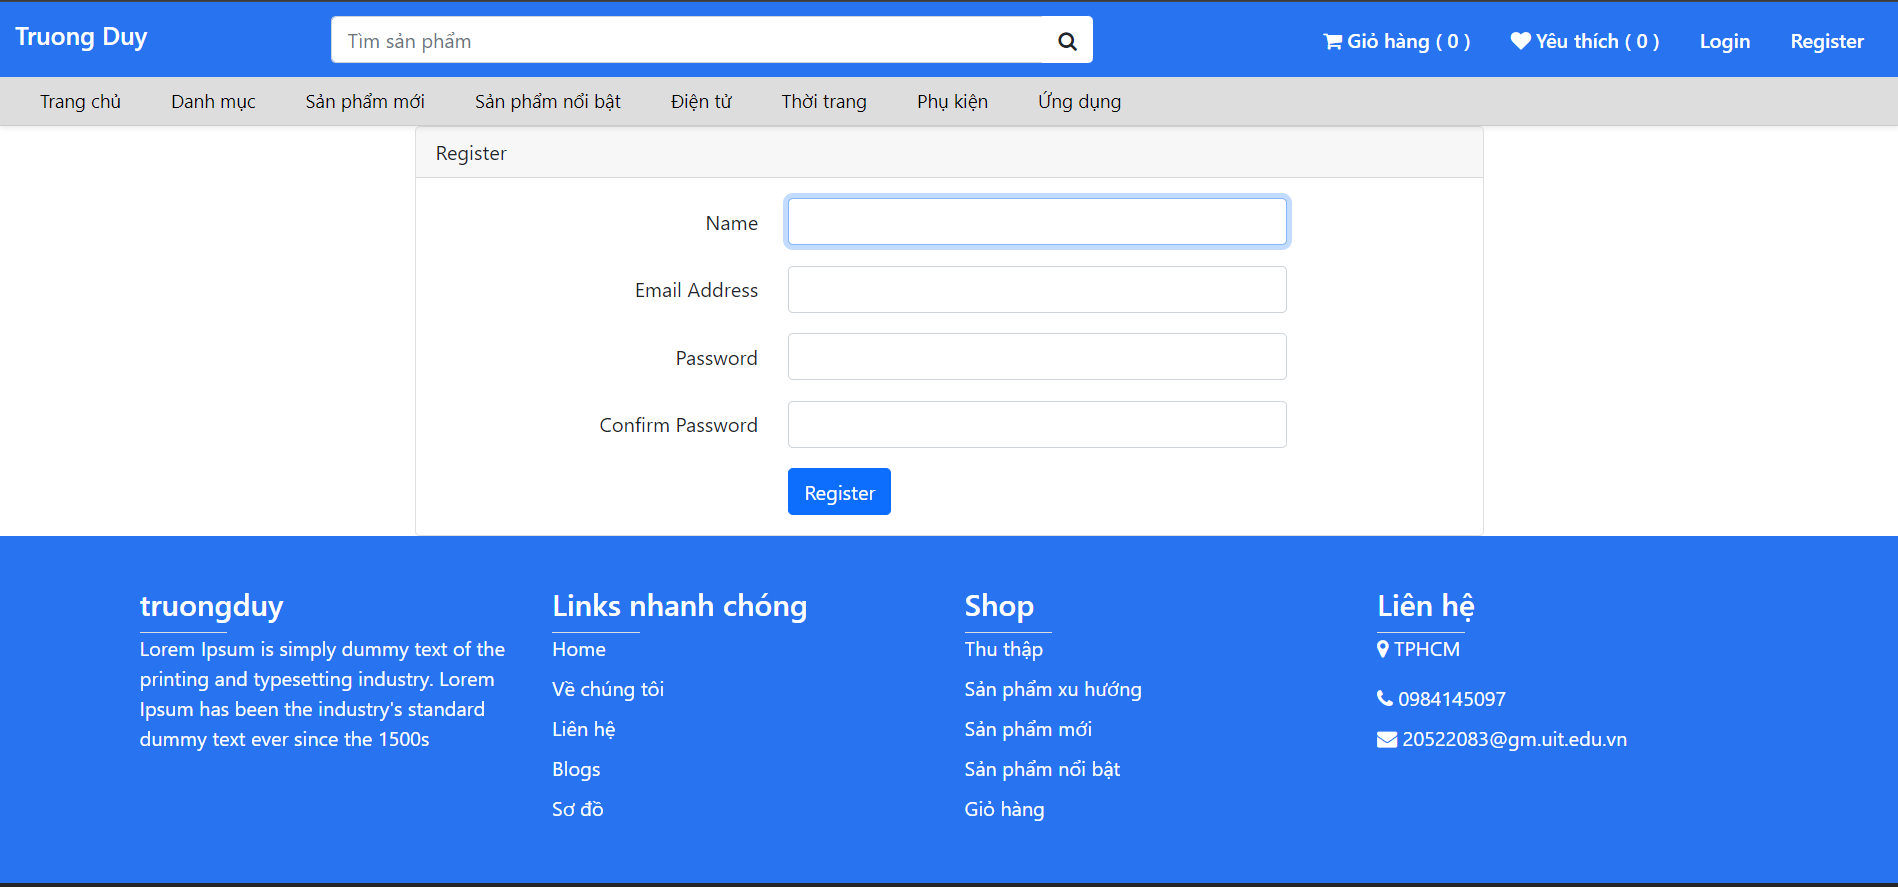 Truong Duy
Tìm sản phẩm
Giỏ hàng ( 0 )
Yêu thích ( 0 )
Login
Register
Trang chủ
Danh mục
Sản phẩm mới
Sản phẩm nổi bật
Điện tử
Thời trang
Phụ kiện
Ứng dụng
Register
Name
Email Address
Password
Confirm Password
Register
truongduy
Lorem Ipsum is simply dummy text of the
printing and typesetting industry. Lorem
Ipsum has been the industry's standard
dummy text ever since the 1500s
Links nhanh chóng
Home
Về chúng tôi
Liên hệ
Blogs
Sơ đồ
Shop
Thu thập
Sản phẩm xu hướng
Sản phẩm mới
Sản phẩm nổi bật
Giỏ hàng
Liên hệ
TPHCM
0984145097
20522083@gm.uit.edu.vn